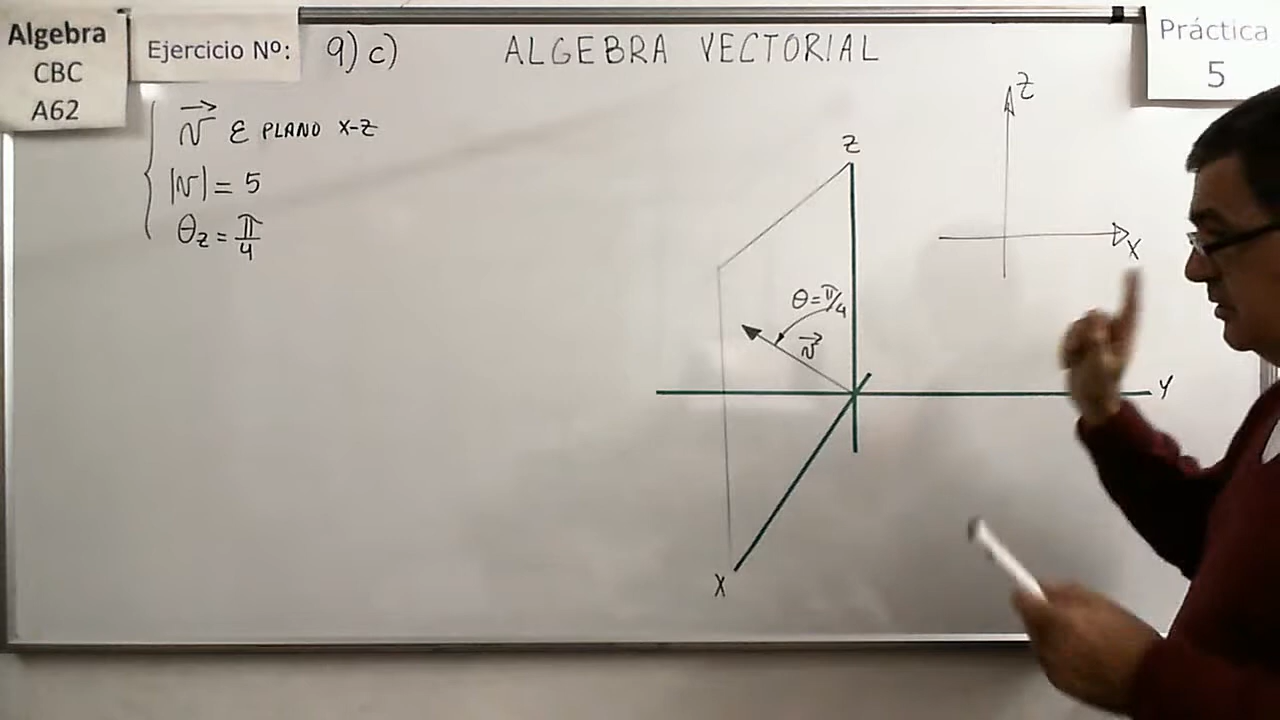 Algebra
CBC
A62
Ejercicio Nº: 9) c)
ALGEBRA VECTORIAL
Práctica
5
v⃗ ε PLANO X-Z
|v| = 5
θz = π/4
Z
X
Z
θ = π/4
v⃗
Y
X